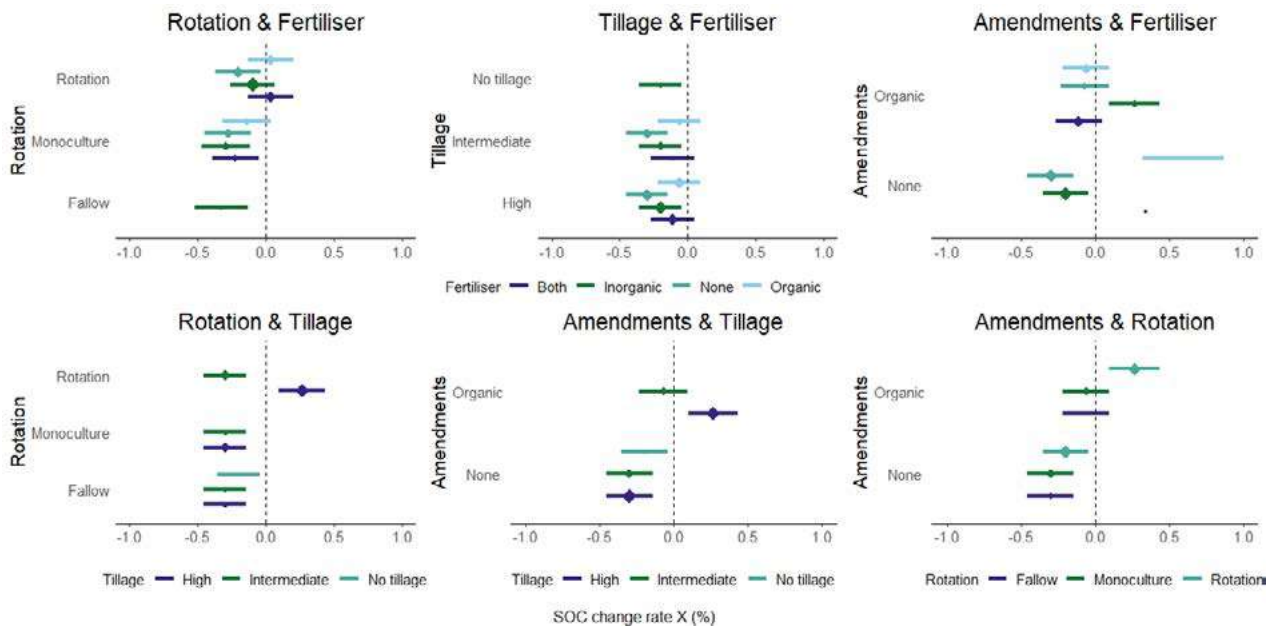 Rotation & Fertiliser
Rotation
Rotation
Monoculture
Fallow
-1.0 -0.5 0.0 0.5 1.0
Tillage & Fertiliser
Tillage
No tillage
Intermediate
High
-1.0 -0.5 0.0 0.5 1.0
Amendments & Fertiliser
Amendments
Organic
None
-1.0 -0.5 0.0 0.5 1.0
Fertiliser Both Inorganic None Organic
Rotation & Tillage
Rotation
Rotation
Monoculture
Fallow
-1.0 -0.5 0.0 0.5 1.0
Tillage High Intermediate No tillage
Amendments & Tillage
Amendments
Organic
None
-1.0 -0.5 0.0 0.5 1.0
Tillage High Intermediate No tillage
Amendments & Rotation
Amendments
Organic
None
-1.0 -0.5 0.0 0.5 1.0
Rotation Fallow Monoculture Rotation
SOC change rate X (%)